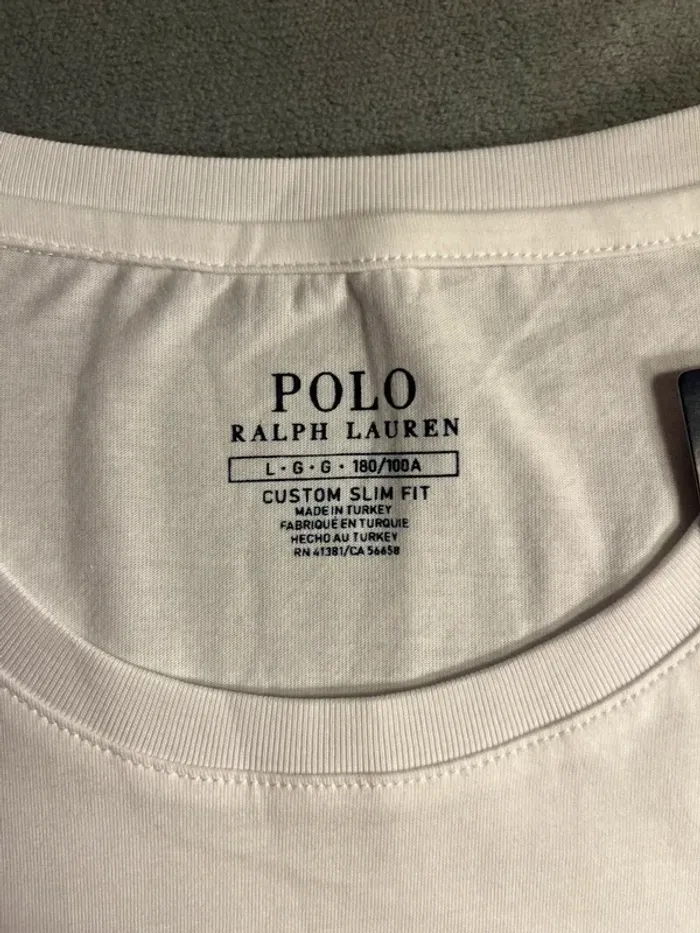 POLO
RALPH LAUREN
L • G • G • 180/100A
CUSTOM SLIM FIT
MADE IN TURKEY
FABRIQUÉ EN TURQUIE
HECHO AU TURKEY
RN 41381/CA 56658